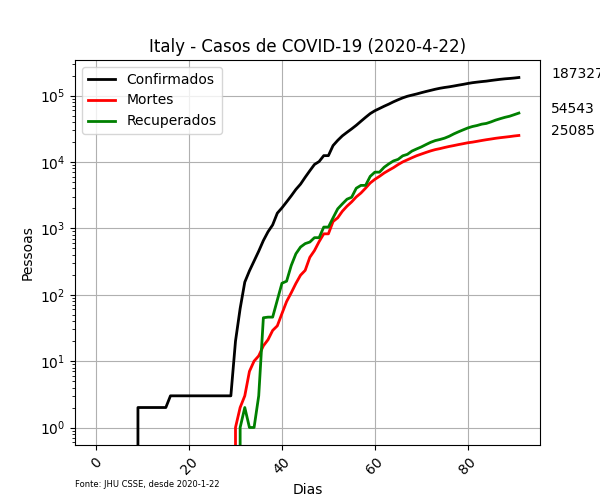 Italy - Casos de COVID-19 (2020-4-22)
Confirmados
Mortes
Recuperados
187327
54543
25085
10^5
10^4
10^3
10^2
10^1
10^0
Pessoas
0 20 40 60 80
Dias
Fonte: JHU CSSE, desde 2020-1-22